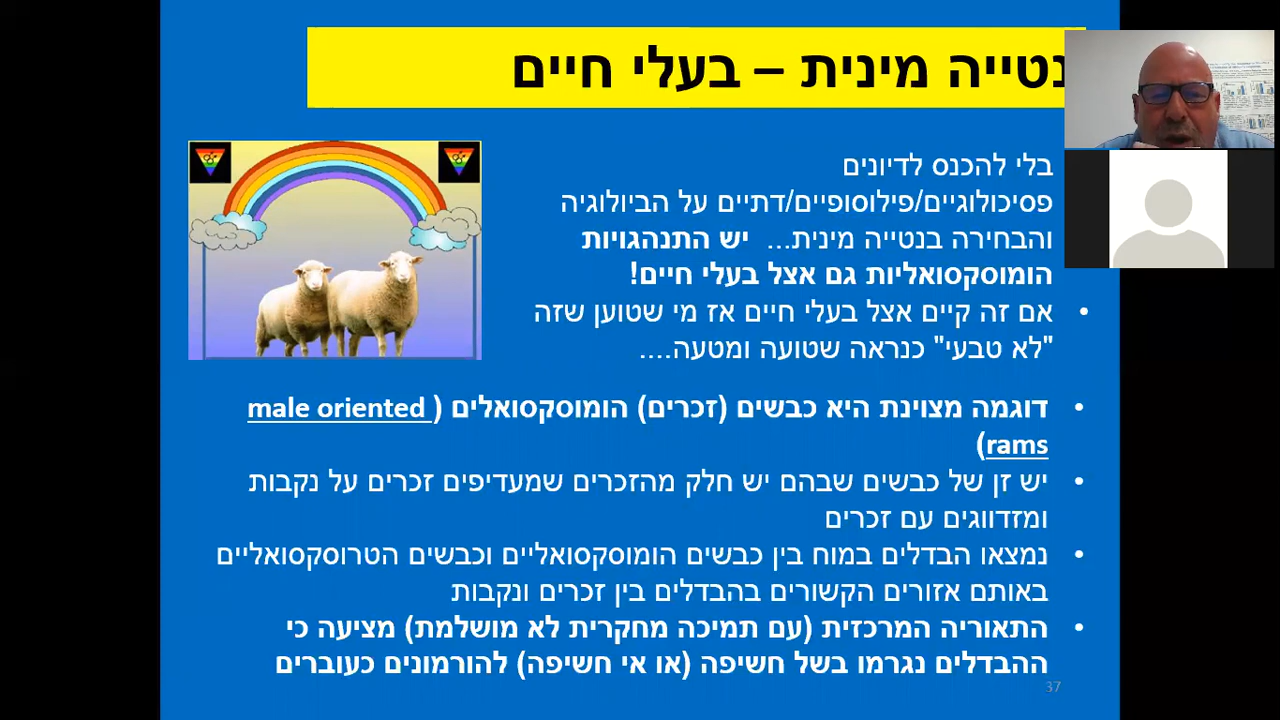 נטייה מינית – בעלי חיים
בלי להכנס לדיונים
פסיכולוגיים/פילוסופיים/דתיים על הביולוגיה
והבחירה בנטייה מינית... יש התנהגויות
הומוסקסואליות גם אצל בעלי חיים!
• אם זה קיים אצל בעלי חיים אז מי שטוען שזה
"לא טבעי" כנראה שטועה ומטעה....
• דוגמה מצוינת היא כבשים (זכרים) הומוסקסואלים (male oriented
rams)
• יש זן של כבשים שבהם יש חלק מהזכרים שמעדיפים זכרים על נקבות
ומזדווגים עם זכרים
• נמצאו הבדלים במוח בין כבשים הומוסקסואליים וכבשים הטרוסקסואליים
באותם אזורים הקשורים בהבדלים בין זכרים ונקבות
• התאוריה המרכזית (עם תמיכה מחקרית לא מושלמת) מציעה כי
ההבדלים נגרמו בשל חשיפה (או אי חשיפה) להורמונים כעוברים
37